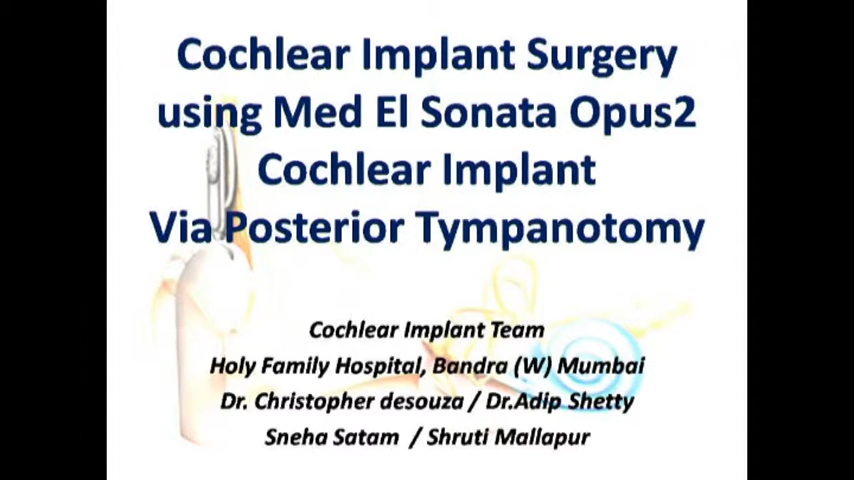 Cochlear Implant Surgery
using Med El Sonata Opus2
Cochlear Implant
Via Posterior Tympanotomy
Cochlear Implant Team
Holy Family Hospital, Bandra (W) Mumbai
Dr. Christopher desouza / Dr.Adip Shetty
Sneha Satam / Shruti Mallapur